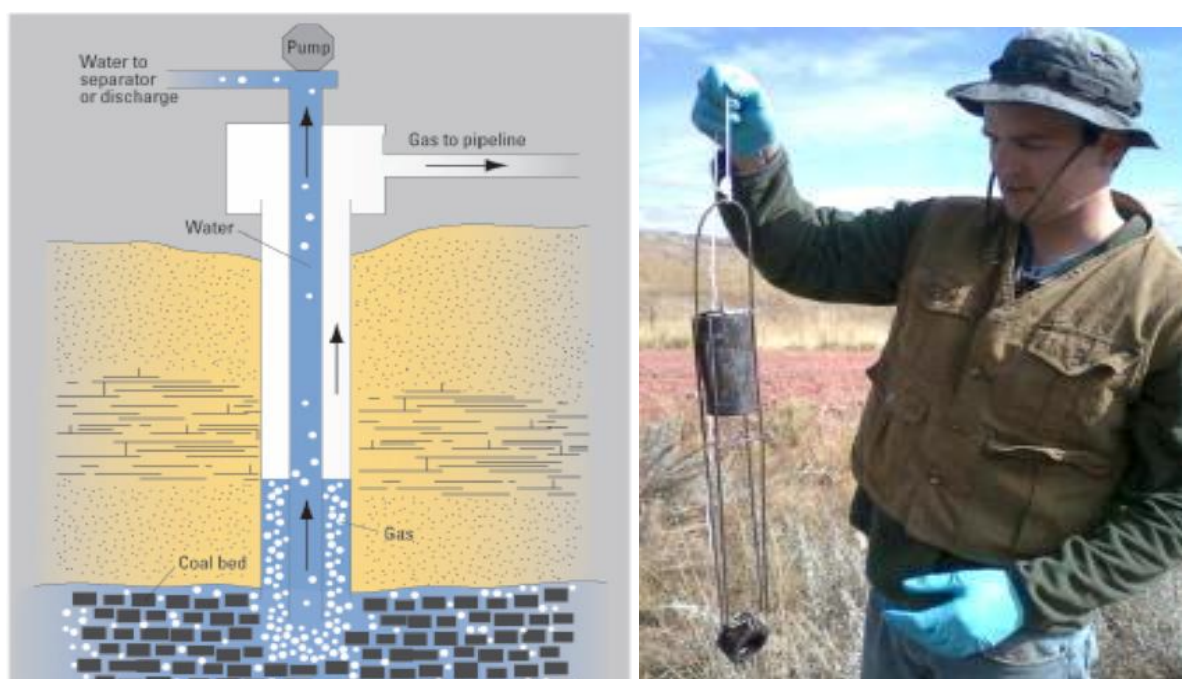 Pump
Water to
separator
or discharge
Gas to pipeline
Water
Gas
Coal bed